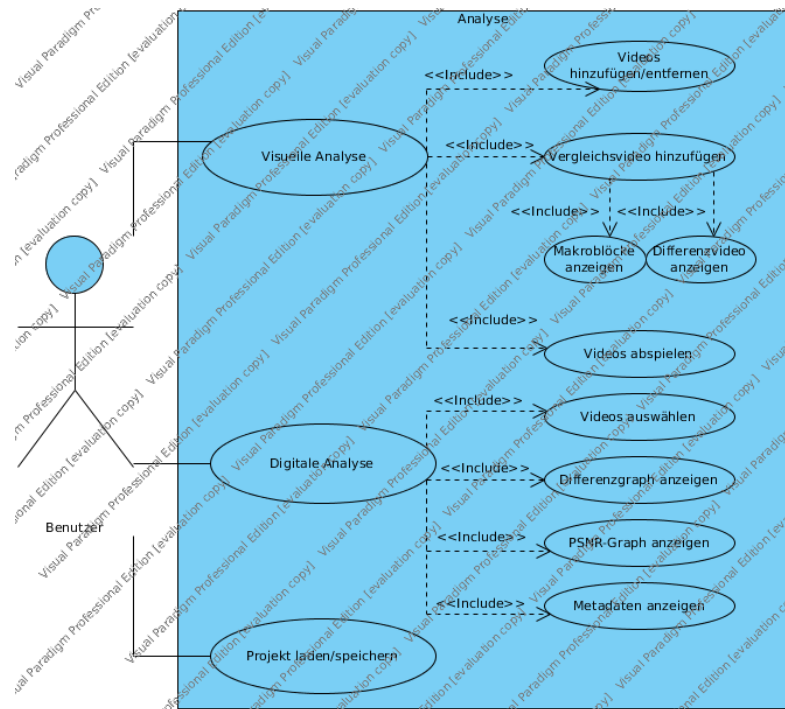 Analyse
Videos
hinzufügen/entfernen
<<Include>>
Visuelle Analyse
<<Include>>
Vergleichsvideo hinzufügen
<<Include>>
<<Include>>
Makroblöcke
anzeigen
Differenzvideo
anzeigen
<<Include>>
Videos abspielen
<<Include>>
Videos auswählen
Digitale Analyse
<<Include>>
Differenzgraph anzeigen
Benutzer
<<Include>>
PSNR-Graph anzeigen
<<Include>>
Metadaten anzeigen
Projekt laden/speichern
Visual Paradigm Professional Edition [evaluation copy]